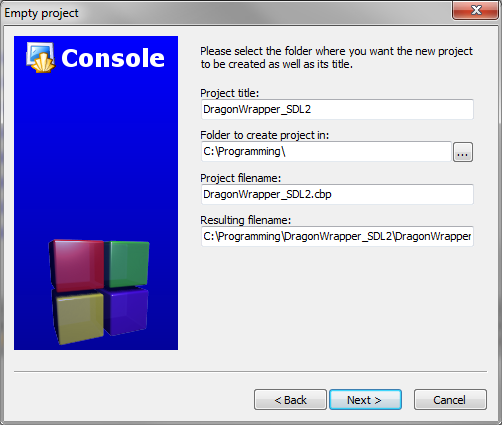 Empty project
Console
Please select the folder where you want the new project
to be created as well as its title.
Project title:
DragonWrapper_SDL2
Folder to create project in:
C:\Programming\
...
Project filename:
DragonWrapper_SDL2.cbp
Resulting filename:
C:\Programming\DragonWrapper_SDL2\DragonWrapper
< Back
Next >
Cancel